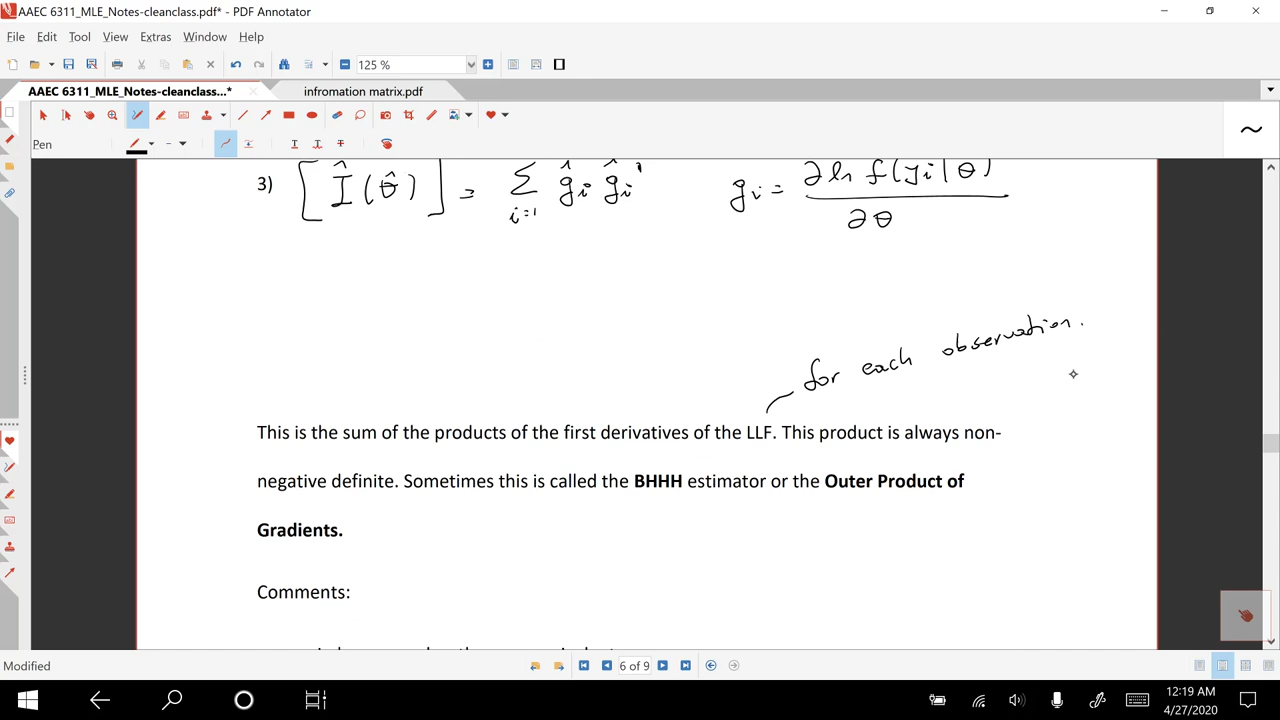 AAEC 6311_MLE_Notes-cleanclass.pdf* - PDF Annotator
File Edit Tool View Extras Window Help
125 %
AAEC 6311_MLE_Notes-cleanclass...* infromation matrix.pdf
Pen
3) [Î(θ̂)] = Σ ĝi ĝi' gi = ∂ ln f(yi|θ)
i=1 ∂θ
for each observation.
This is the sum of the products of the first derivatives of the LLF. This product is always non-
negative definite. Sometimes this is called the BHHH estimator or the Outer Product of
Gradients.
Comments:
Modified 6 of 9
12:19 AM
4/27/2020